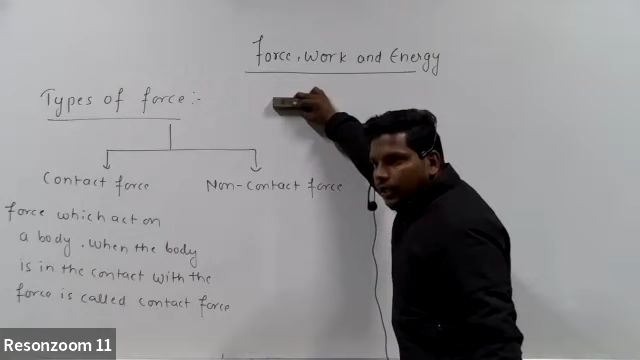 Force, Work and Energy
Types of force :-
Contact force
Non-Contact force
force which act on
a body, when the body
is in the contact with the
force is called contact force
Resonzoom 11